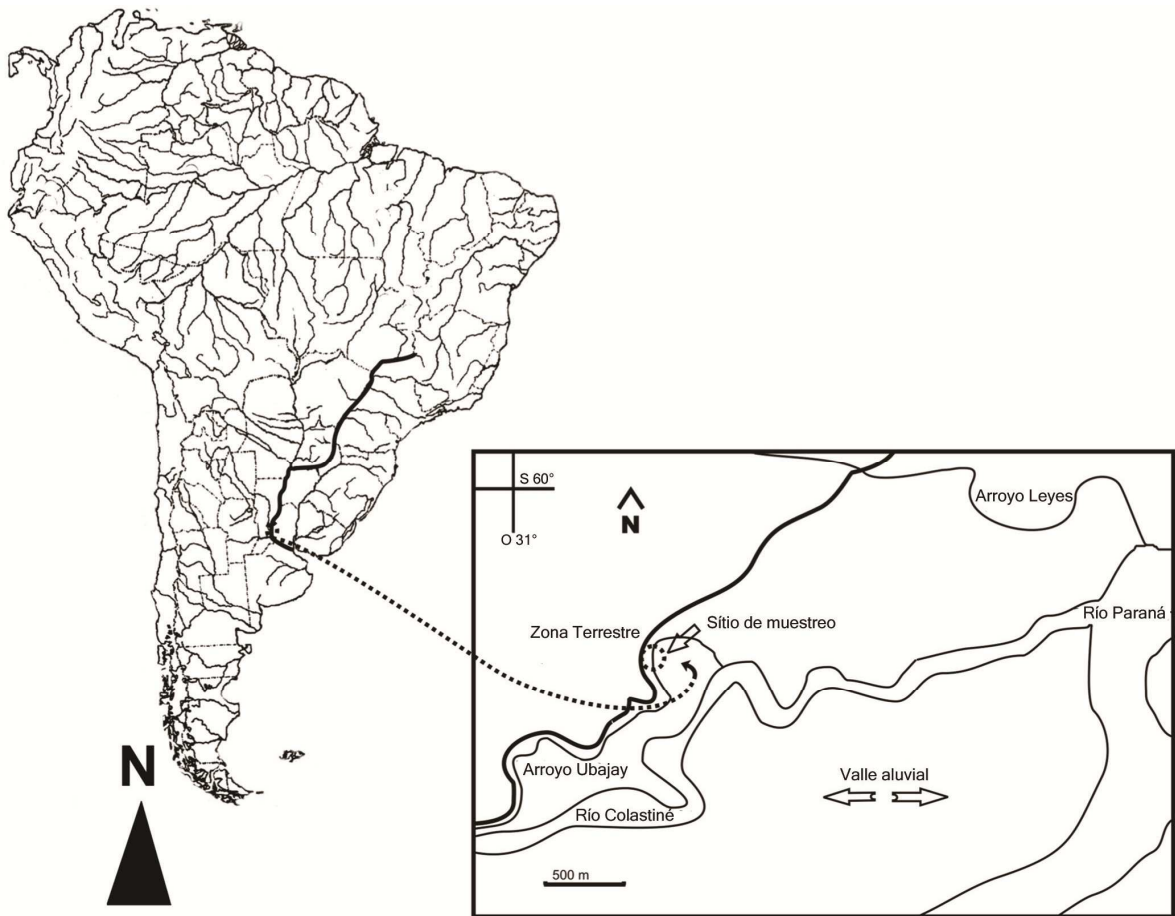 N
S 60°
O 31°
N
Arroyo Leyes
Río Paraná
Sítio de muestreo
Zona Terrestre
Arroyo Ubajay
Valle aluvial
Río Colastiné
500 m